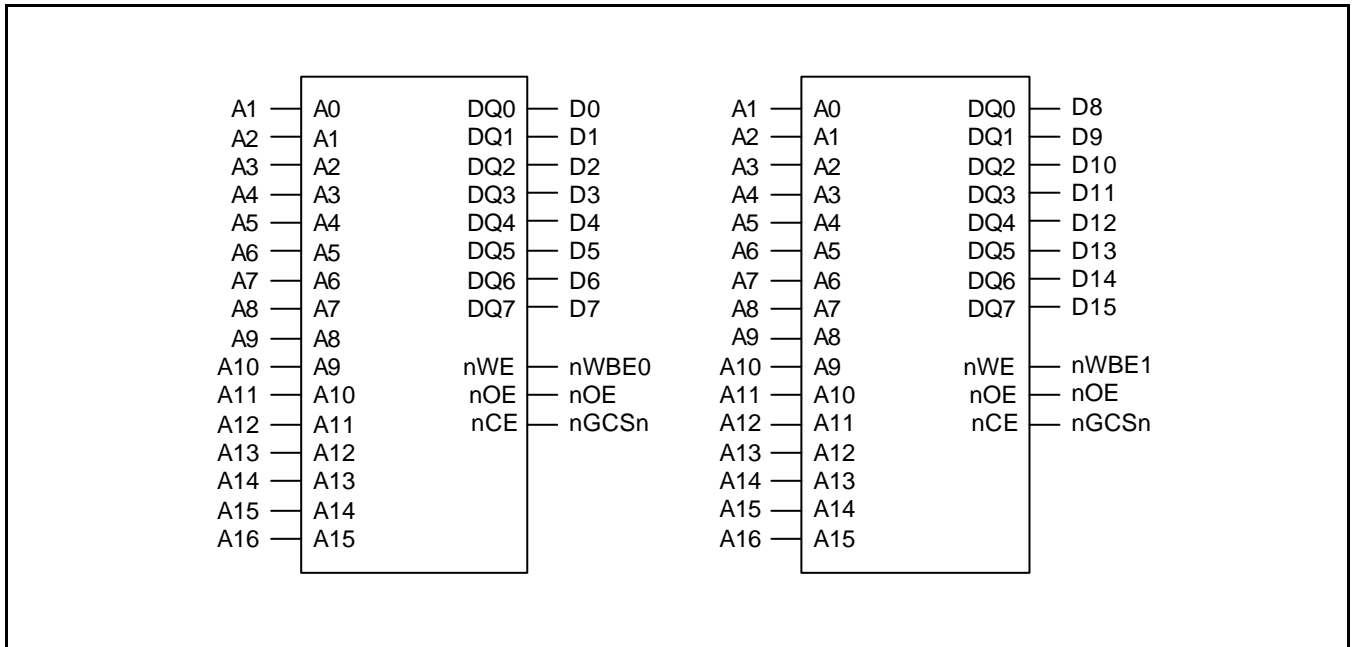 A1 A0 DQ0 D0
A2 A1 DQ1 D1
A3 A2 DQ2 D2
A4 A3 DQ3 D3
A5 A4 DQ4 D4
A6 A5 DQ5 D5
A7 A6 DQ6 D6
A8 A7 DQ7 D7
A9 A8
A10 A9 nWE nWBE0
A11 A10 nOE nOE
A12 A11 nCE nGCSn
A13 A12
A14 A13
A15 A14
A16 A15
A1 A0 DQ0 D8
A2 A1 DQ1 D9
A3 A2 DQ2 D10
A4 A3 DQ3 D11
A5 A4 DQ4 D12
A6 A5 DQ5 D13
A7 A6 DQ6 D14
A8 A7 DQ7 D15
A9 A8
A10 A9 nWE nWBE1
A11 A10 nOE nOE
A12 A11 nCE nGCSn
A13 A12
A14 A13
A15 A14
A16 A15